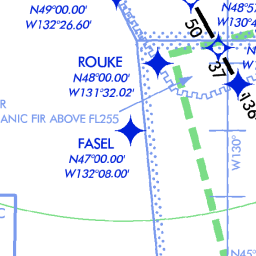 N49°00.00'
W132°26.60'
N48°5
W130°4
50
ROUKE
N48°00.00'
W131°32.02'
37
136
R
ANIC FIR ABOVE FL255
FASEL
N47°00.00'
W132°08.00'
W130°
C
N45°